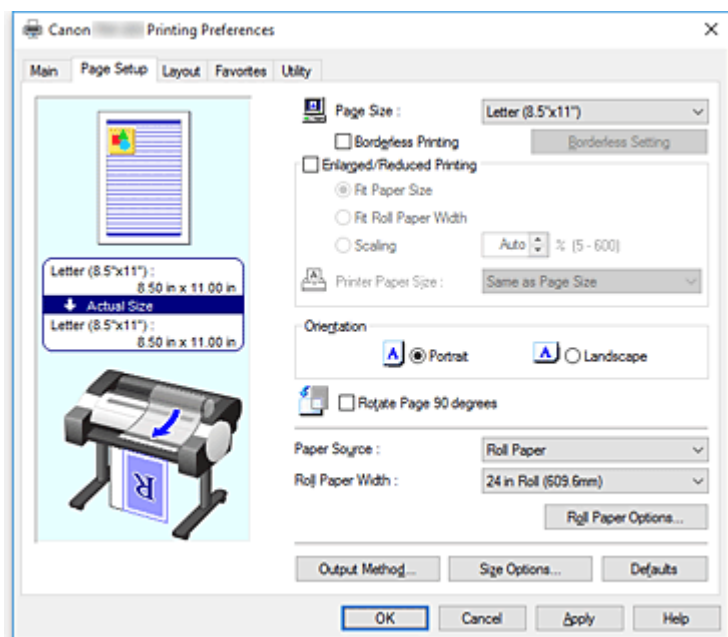 Canon Printing Preferences
Main Page Setup Layout Favorites Utility
Page Size : Letter (8.5"x11")
Borderless Printing Borderless Setting
Enlarged/Reduced Printing
Fit Paper Size
Fit Roll Paper Width
Scaling Auto % (5 - 600)
Printer Paper Size : Same as Page Size
Letter (8.5"x11") :
8.50 in x 11.00 in
Actual Size
Letter (8.5"x11") :
8.50 in x 11.00 in
Orientation
A Portrait A Landscape
Rotate Page 90 degrees
Paper Source : Roll Paper
Roll Paper Width : 24 in Roll (609.6mm)
Roll Paper Options...
R
Output Method... Size Options... Defaults
OK Cancel Apply Help